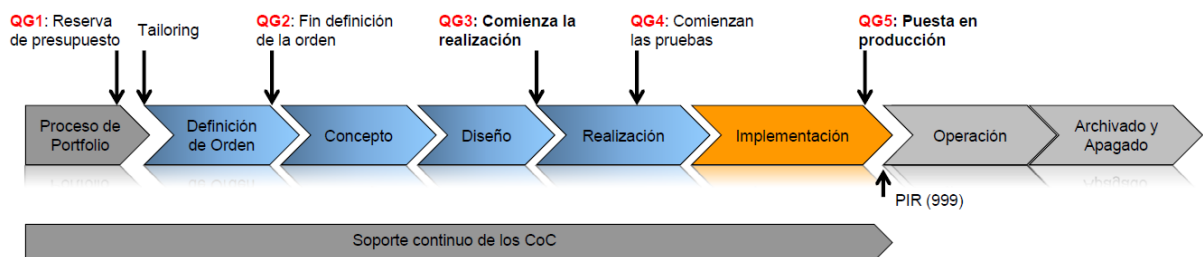 QG1: Reserva
de presupuesto
Tailoring
QG2: Fin definición
de la orden
QG3: Comienza la
realización
QG4: Comienzan
las pruebas
QG5: Puesta en
producción
Proceso de
Portfolio
Definición
de Orden
Concepto
Diseño
Realización
Implementación
Operación
Archivado y
Apagado
PIR (999)
Soporte continuo de los CoC